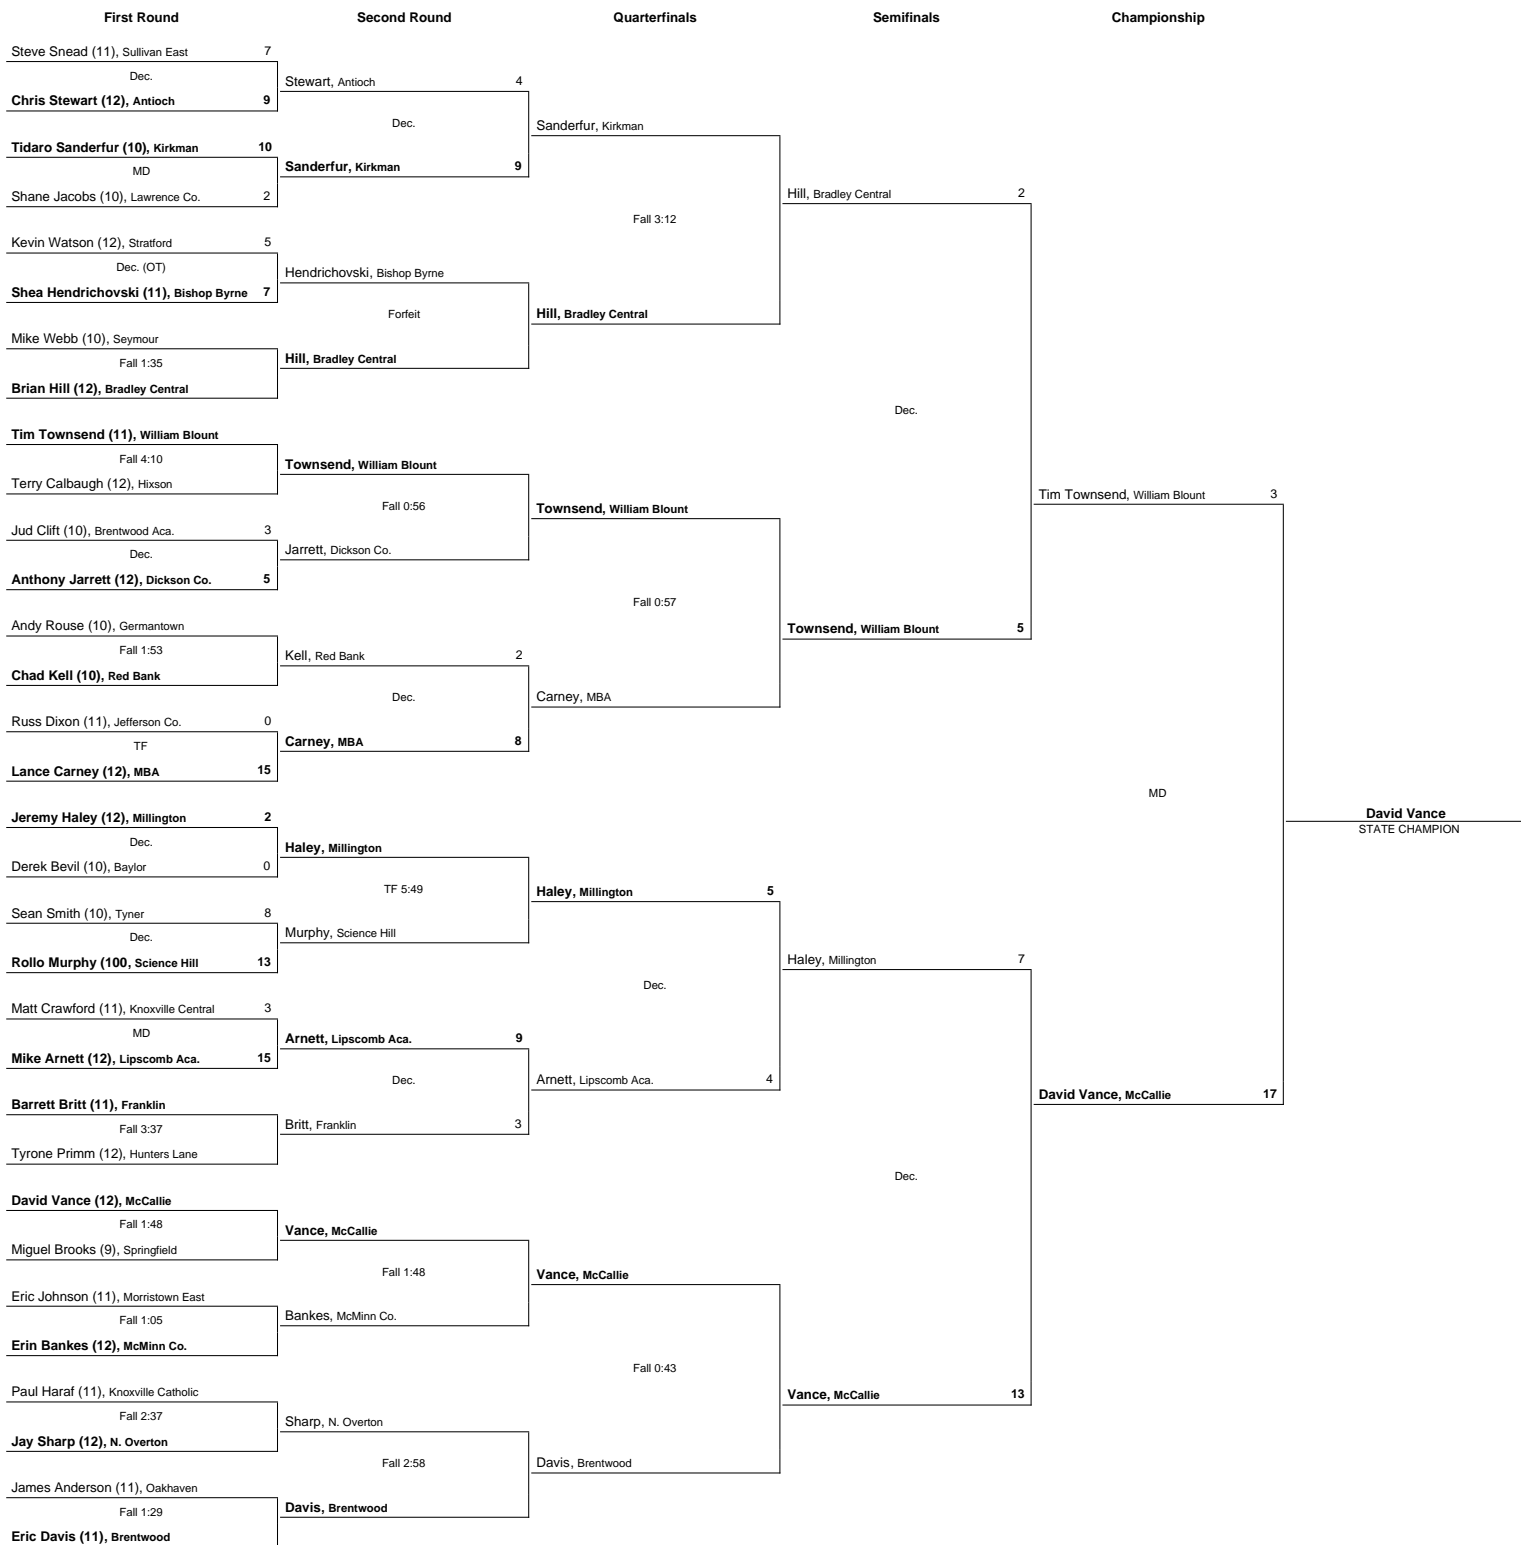 First Round
Second Round
Quarterfinals
Semifinals
Championship
Steve Snead (11), Sullivan East 7
Dec.
Chris Stewart (12), Antioch 9
Tidaro Sanderfur (10), Kirkman 10
MD
Shane Jacobs (10), Lawrence Co. 2
Kevin Watson (12), Stratford 5
Dec. (OT)
Shea Hendrichovski (11), Bishop Byrne 7
Mike Webb (10), Seymour
Fall 1:35
Brian Hill (12), Bradley Central
Tim Townsend (11), William Blount
Fall 4:10
Terry Calbaugh (12), Hixson
Jud Clift (10), Brentwood Aca. 3
Dec.
Anthony Jarrett (12), Dickson Co. 5
Andy Rouse (10), Germantown
Fall 1:53
Chad Kell (10), Red Bank
Russ Dixon (11), Jefferson Co. 0
TF
Lance Carney (12), MBA 15
Jeremy Haley (12), Millington 2
Dec.
Derek Bevil (10), Baylor 0
Sean Smith (10), Tyner 8
Dec.
Rollo Murphy (100, Science Hill 13
Matt Crawford (11), Knoxville Central 3
MD
Mike Arnett (12), Lipscomb Aca. 15
Barrett Britt (11), Franklin
Fall 3:37
Tyrone Primm (12), Hunters Lane
David Vance (12), McCallie
Fall 1:48
Miguel Brooks (9), Springfield
Eric Johnson (11), Morristown East
Fall 1:05
Erin Bankes (12), McMinn Co.
Paul Haraf (11), Knoxville Catholic
Fall 2:37
Jay Sharp (12), N. Overton
James Anderson (11), Oakhaven
Fall 1:29
Eric Davis (11), Brentwood
Stewart, Antioch 4
Dec.
Sanderfur, Kirkman 9
Hendrichovski, Bishop Byrne
Forfeit
Hill, Bradley Central
Townsend, William Blount
Fall 0:56
Jarrett, Dickson Co.
Kell, Red Bank 2
Dec.
Carney, MBA 8
Haley, Millington
TF 5:49
Murphy, Science Hill
Arnett, Lipscomb Aca. 9
Dec.
Britt, Franklin 3
Vance, McCallie
Fall 1:48
Bankes, McMinn Co.
Sharp, N. Overton
Fall 2:58
Davis, Brentwood
Sanderfur, Kirkman
Fall 3:12
Hill, Bradley Central
Townsend, William Blount
Fall 0:57
Carney, MBA
Haley, Millington 5
Dec.
Arnett, Lipscomb Aca. 4
Vance, McCallie
Fall 0:43
Davis, Brentwood
Hill, Bradley Central 2
Dec.
Townsend, William Blount 5
Haley, Millington 7
Dec.
Vance, McCallie 13
Tim Townsend, William Blount 3
MD
David Vance, McCallie 17
David Vance
STATE CHAMPION